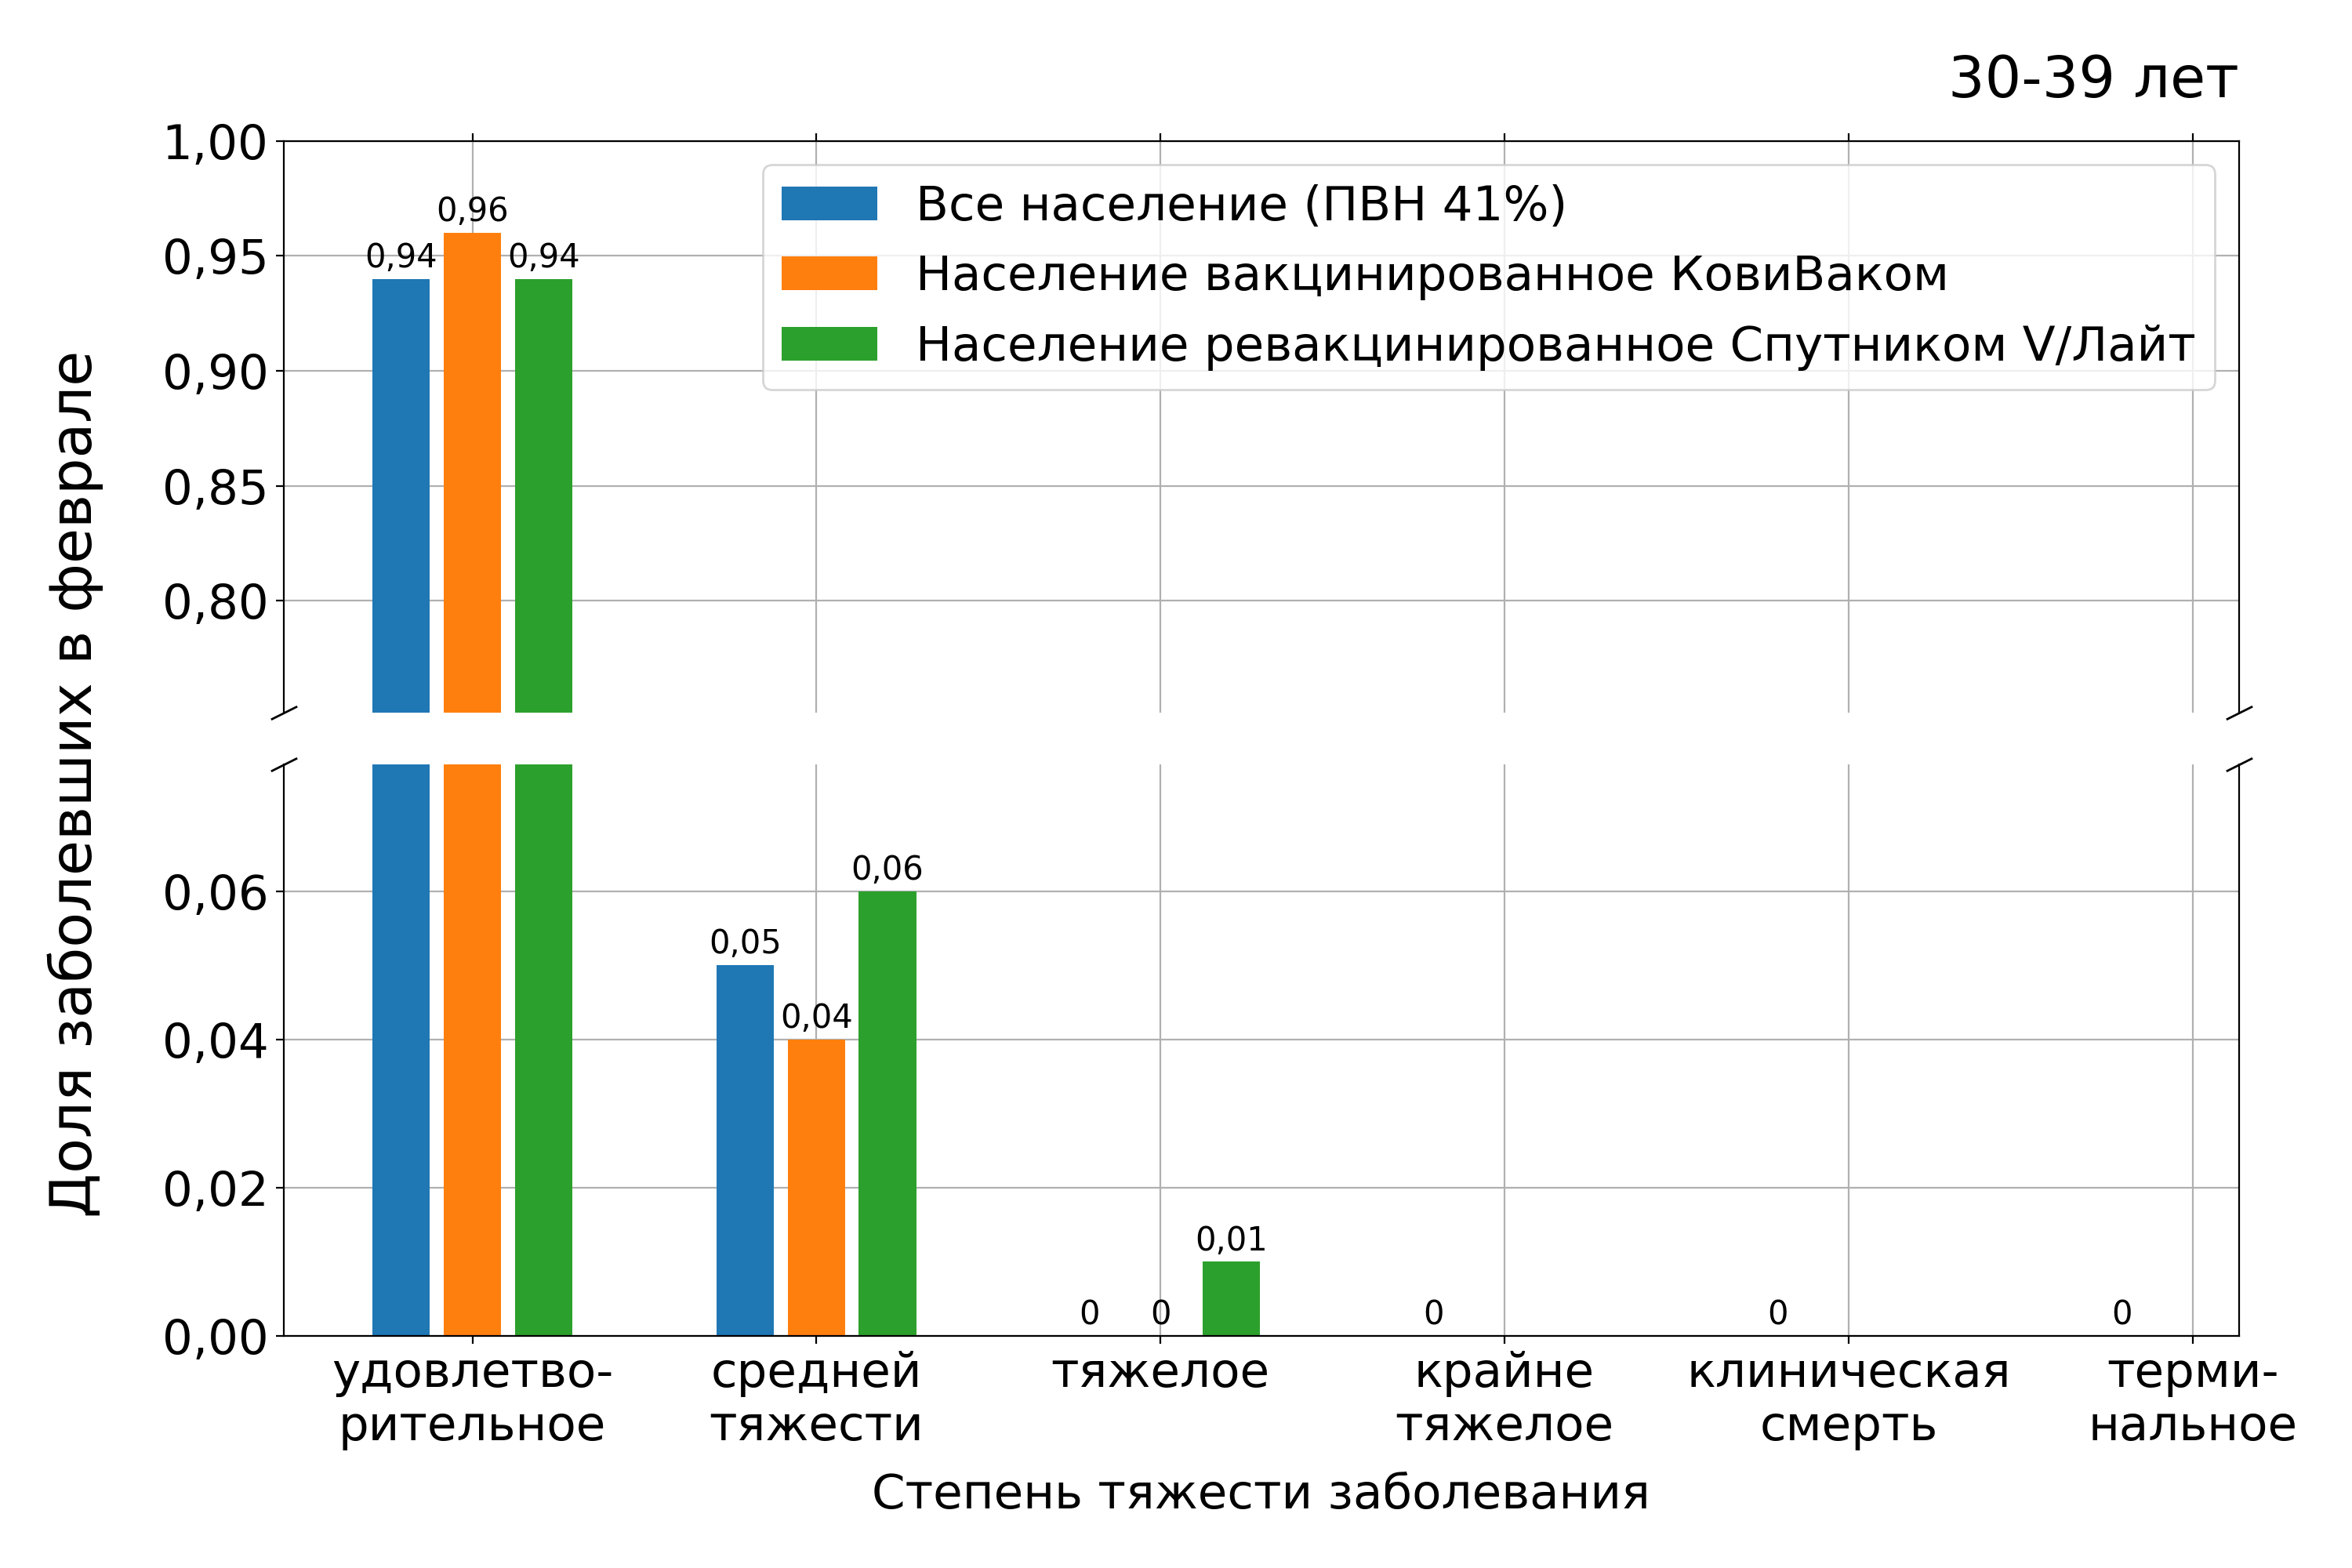 30-39 лет
1,00
0,95
0,90
0,85
0,80
0,06
0,04
0,02
0,00
Доля заболевших в феврале
Все население (ПВН 41%)
Население вакцинированное КовиВаком
Население ревакцинированное Спутником V/Лайт
0,94
0,96
0,94
0,05
0,04
0,06
0
0
0,01
0
0
0
удовлетво-
рительное
средней
тяжести
тяжелое
крайне
тяжелое
клиническая
смерть
терми-
нальное
Степень тяжести заболевания